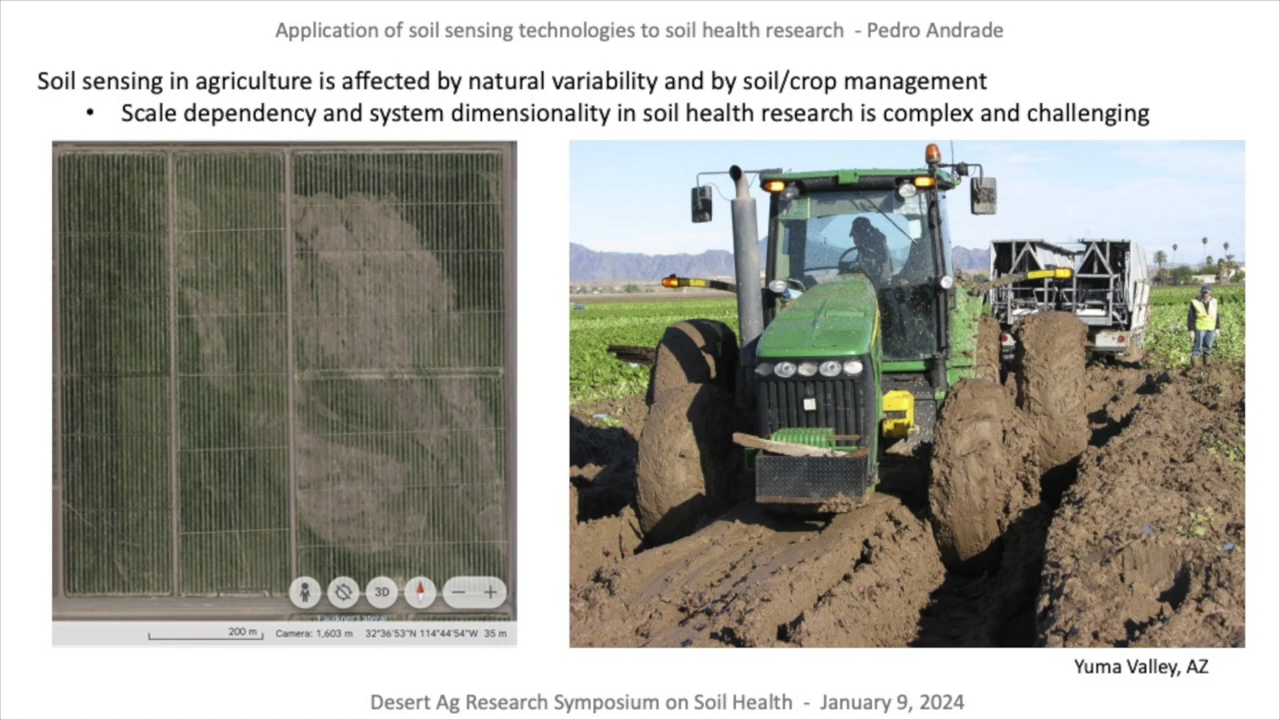 Application of soil sensing technologies to soil health research - Pedro Andrade
Soil sensing in agriculture is affected by natural variability and by soil/crop management
• Scale dependency and system dimensionality in soil health research is complex and challenging
3D
200 m Camera: 1,603 m 32°36'53"N 114°44'54"W 35 m
Yuma Valley, AZ
Desert Ag Research Symposium on Soil Health - January 9, 2024